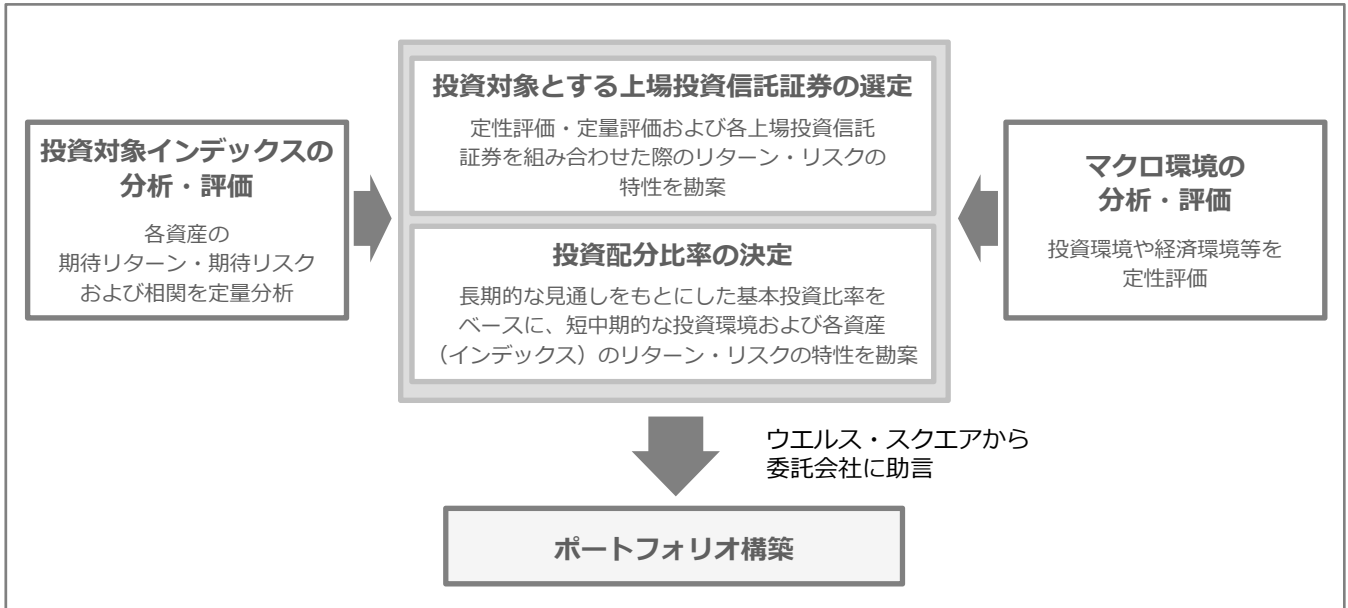 投資対象インデックスの
分析・評価
各資産の
期待リターン・期待リスク
および相関を定量分析
投資対象とする上場投資信託証券の選定
定性評価・定量評価および各上場投資信託
証券を組み合わせた際のリターン・リスクの
特性を勘案
投資配分比率の決定
長期的な見通しをもとにした基本投資比率を
ベースに、短中期的な投資環境および各資産
（インデックス）のリターン・リスクの特性を勘案
マクロ環境の
分析・評価
投資環境や経済環境等を
定性評価
ウエルス・スクエアから
委託会社に助言
ポートフォリオ構築